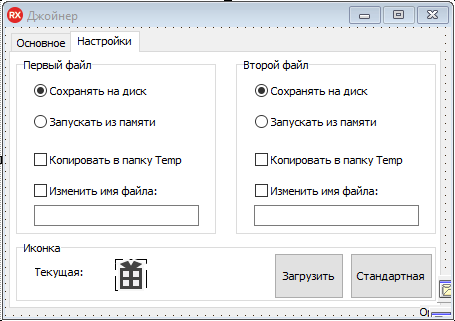 RX Джойнер
Основное Настройки
Первый файл
Сохранять на диск
Запускать из памяти
Копировать в папку Temp
Изменить имя файла:
Второй файл
Сохранять на диск
Запускать из памяти
Копировать в папку Temp
Изменить имя файла:
Иконка
Текущая:
Загрузить
Стандартная